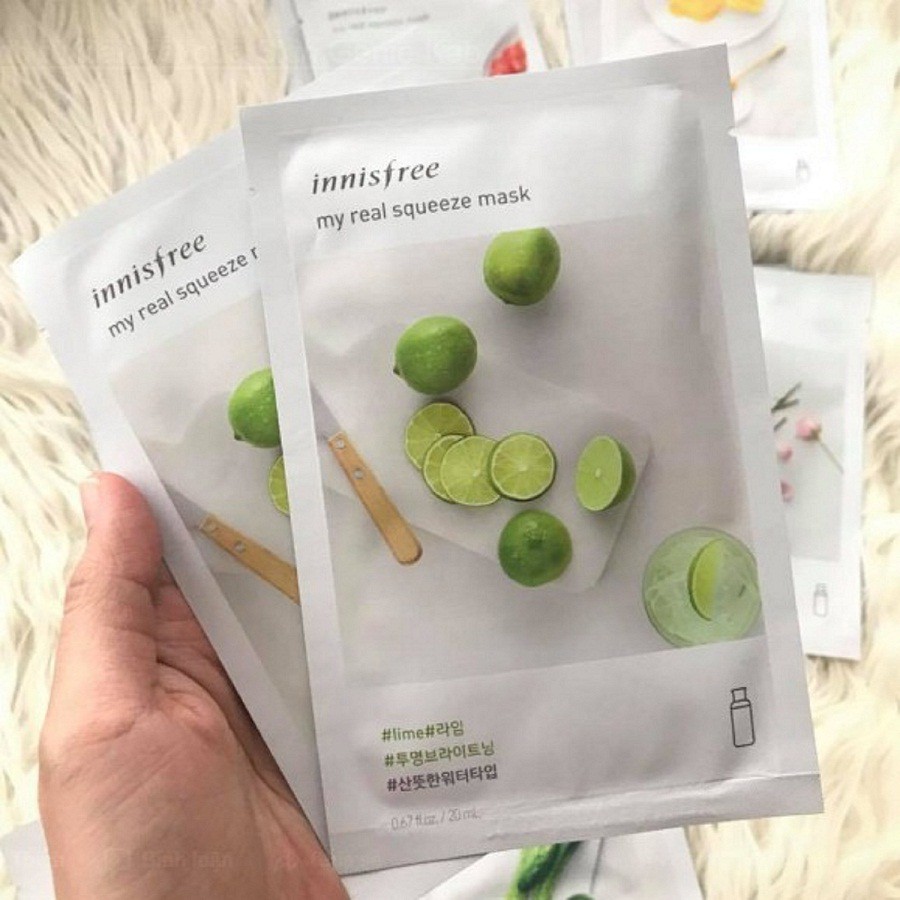 innisfree
my real squeeze mask
#lime#라임
#투명브라이트닝
#산뜻한워터타입
0.67 fl.oz. / 20 mL
innisfree
my real squeeze